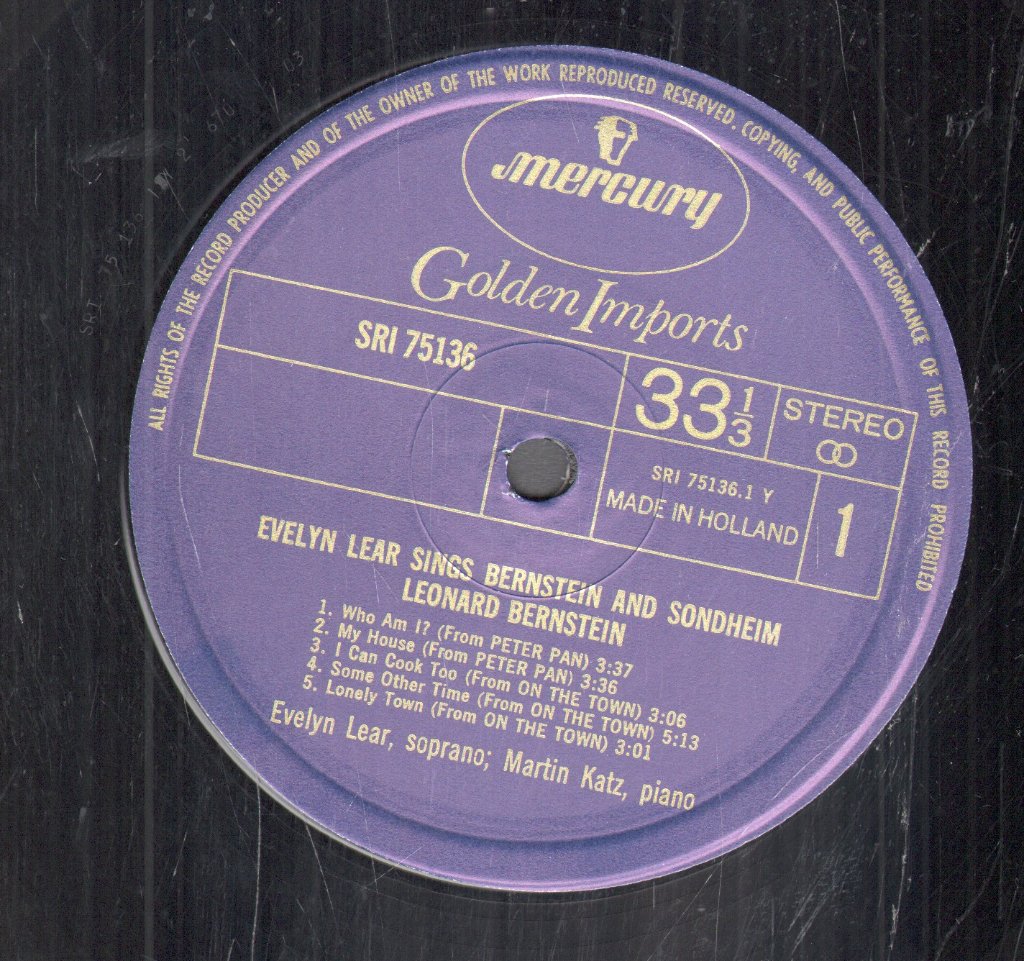 ALL RIGHTS OF THE RECORD PRODUCER AND OF THE OWNER OF THE WORK REPRODUCED RESERVED. COPYING, AND PUBLIC PERFORMANCE OF THIS RECORD PROHIBITED
mercury
Golden Imports
SRI 75136
33 1/3
STEREO
SRI 75136.1 Y
MADE IN HOLLAND
1
EVELYN LEAR SINGS BERNSTEIN AND SONDHEIM
LEONARD BERNSTEIN
1. Who Am I? (From PETER PAN) 3:37
2. My House (From PETER PAN) 3:36
3. I Can Cook Too (From ON THE TOWN) 3:06
4. Some Other Time (From ON THE TOWN) 5:13
5. Lonely Town (From ON THE TOWN) 3:01
Evelyn Lear, soprano; Martin Katz, piano